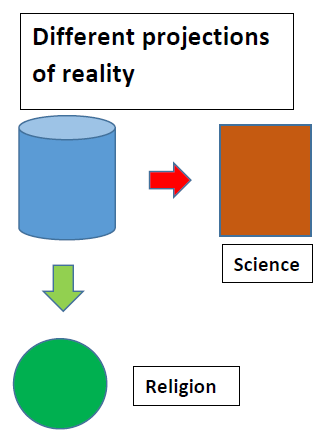 Different projections
of reality
Science
Religion